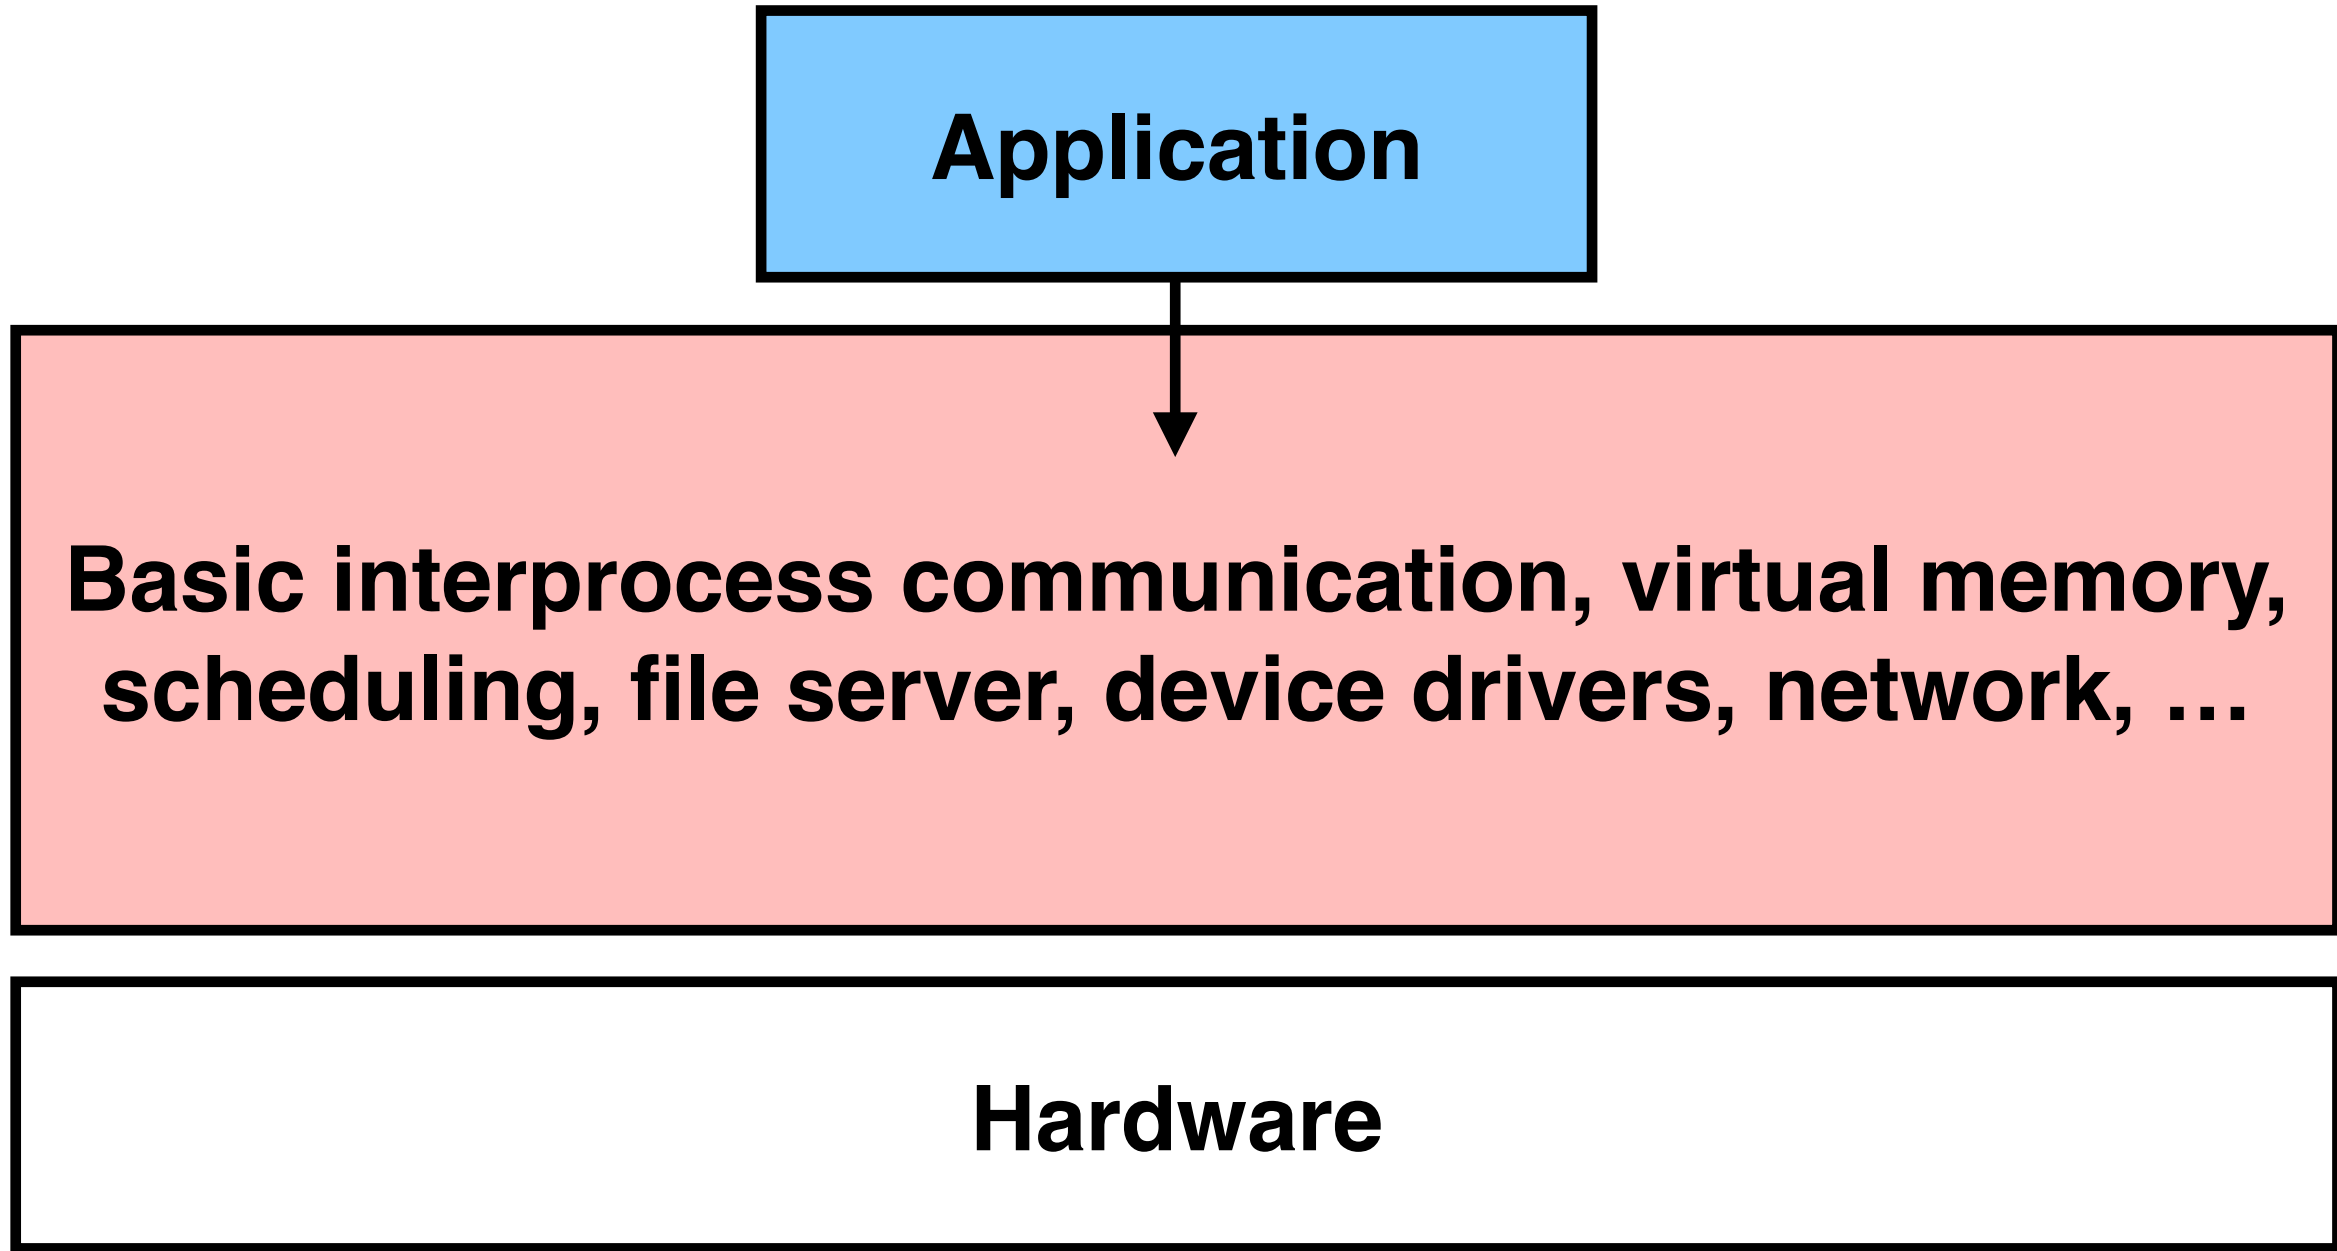 Application
Basic interprocess communication, virtual memory,
scheduling, file server, device drivers, network, …
Hardware